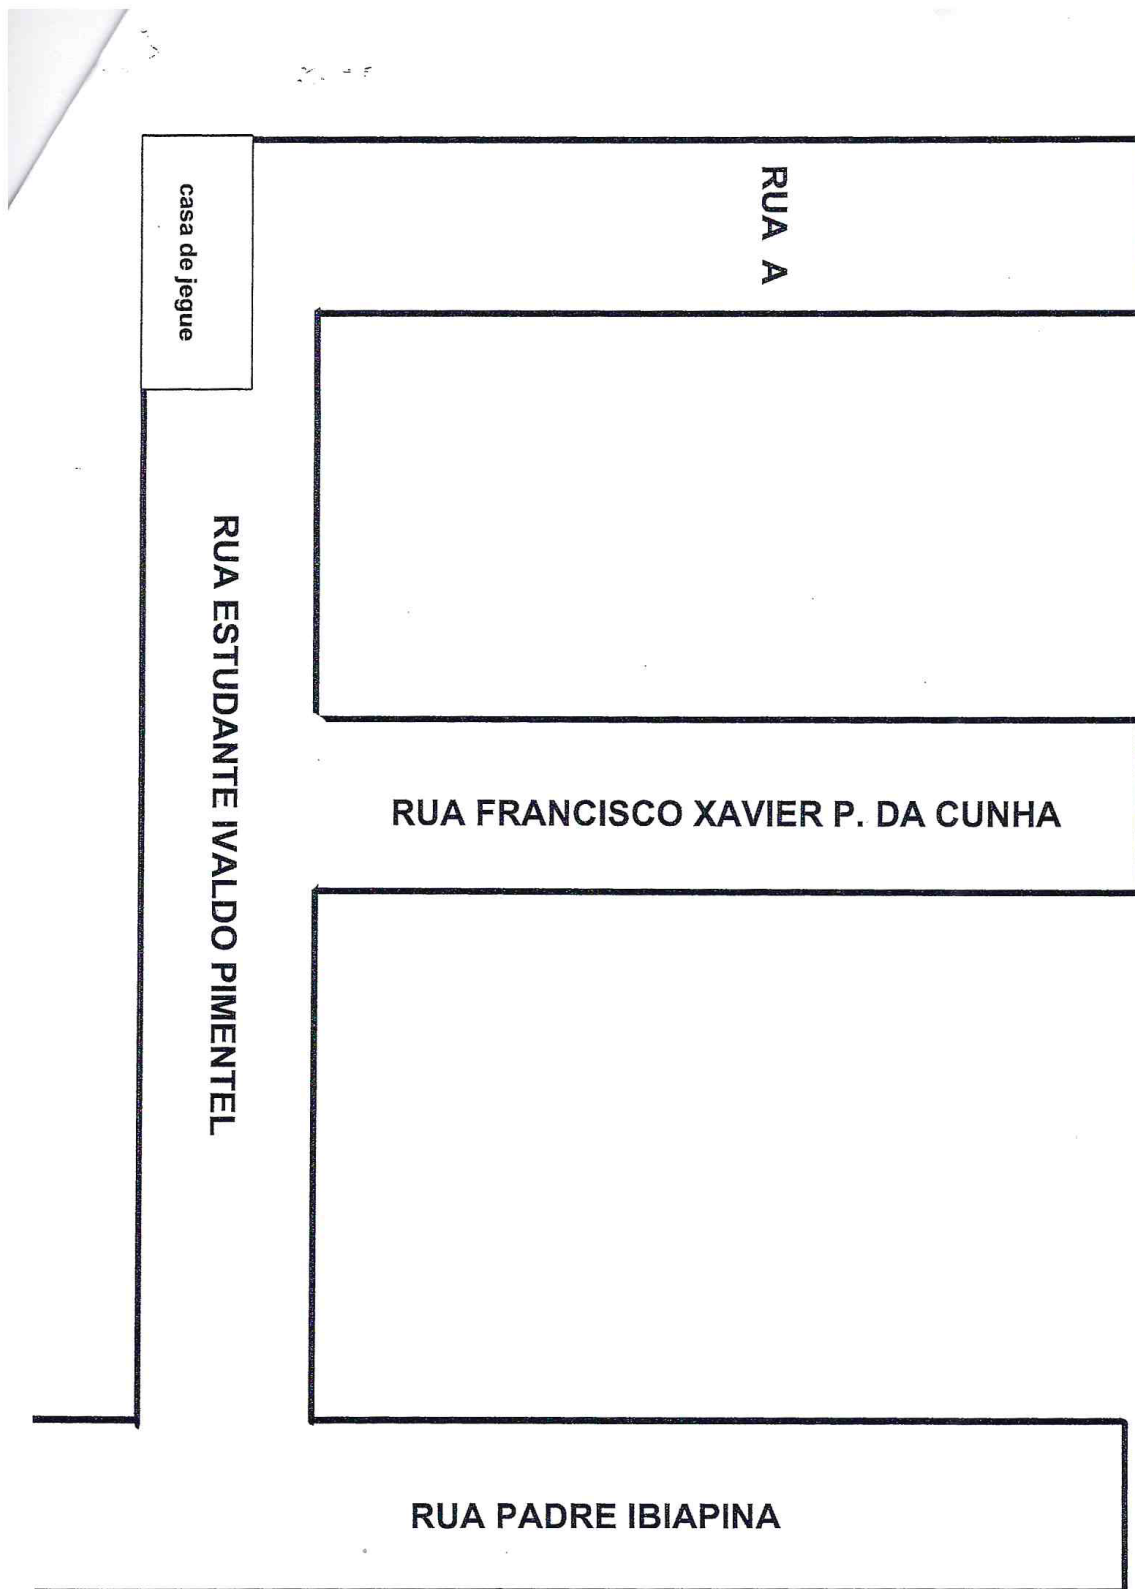 RUA A
casa de jegue
RUA ESTUDANTE IVALDO PIMENTEL
RUA FRANCISCO XAVIER P. DA CUNHA
RUA PADRE IBIAPINA